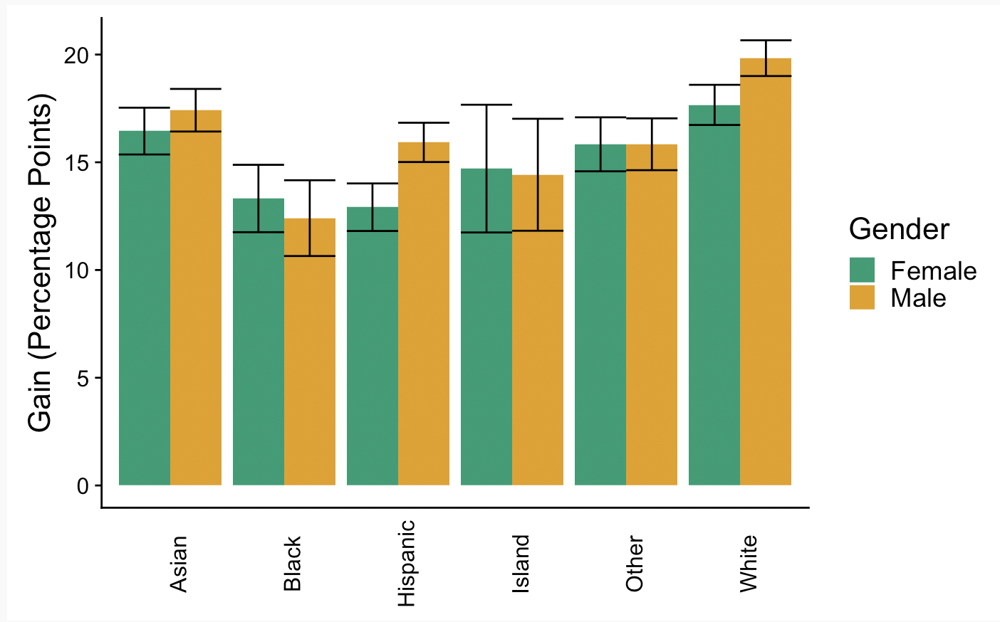 Gain (Percentage Points)
20
15
10
5
0
Asian
Black
Hispanic
Island
Other
White
Gender
Female
Male